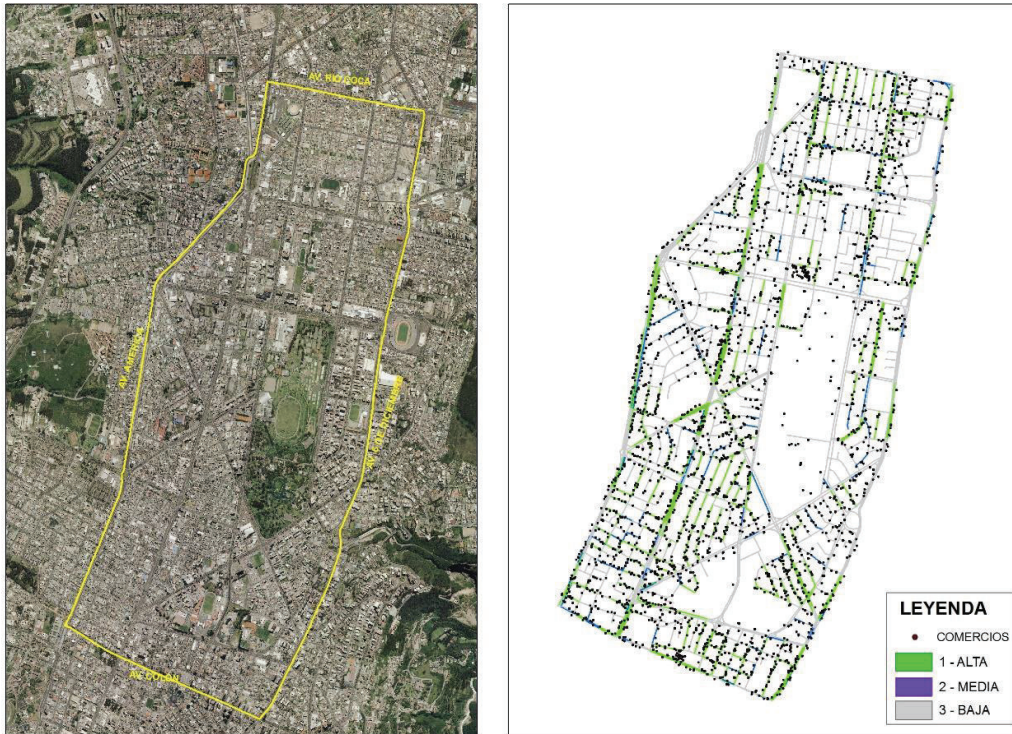 AV. RIO COCA
AV. AMERICA
AV. COLON
LEYENDA
COMERCIOS
1 - ALTA
2 - MEDIA
3 - BAJA